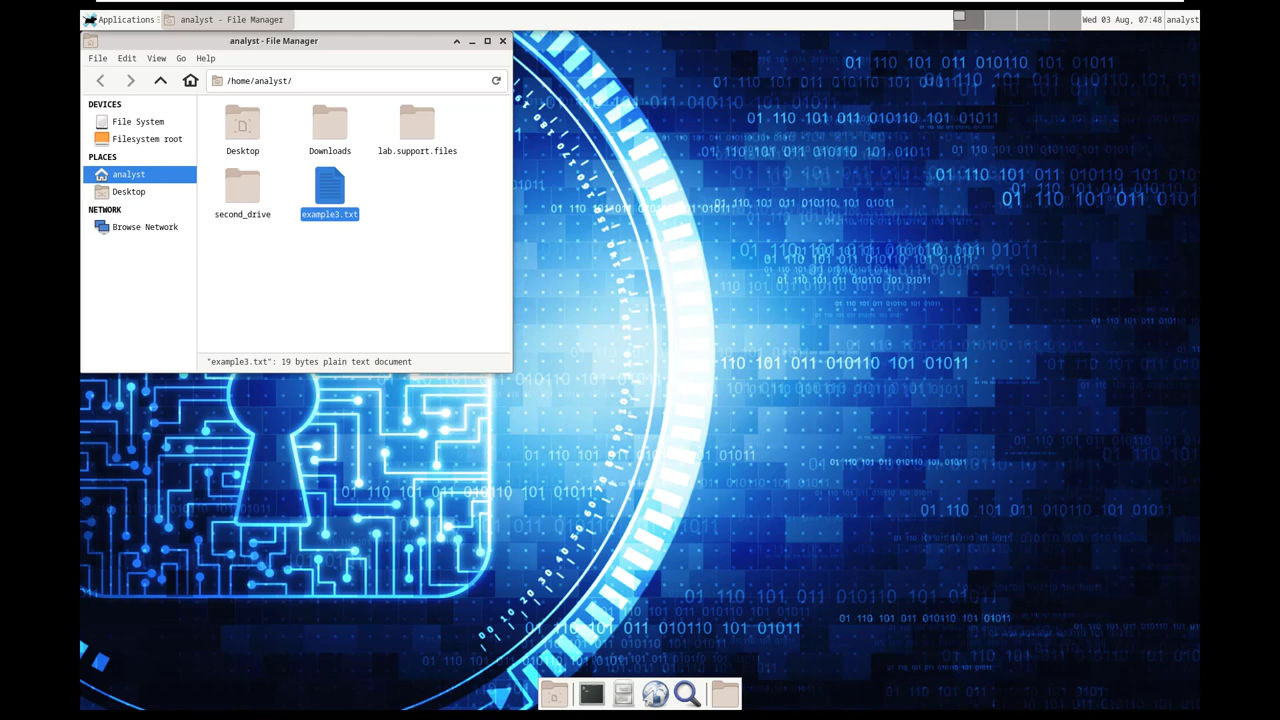 Applications
analyst - File Manager
Wed 03 Aug, 07:48
analyst
analyst - File Manager
File Edit View Go Help
/home/analyst/
DEVICES
File System
Filesystem root
PLACES
analyst
Desktop
NETWORK
Browse Network
Desktop
Downloads
lab.support.files
second_drive
example3.txt
"example3.txt": 19 bytes plain text document